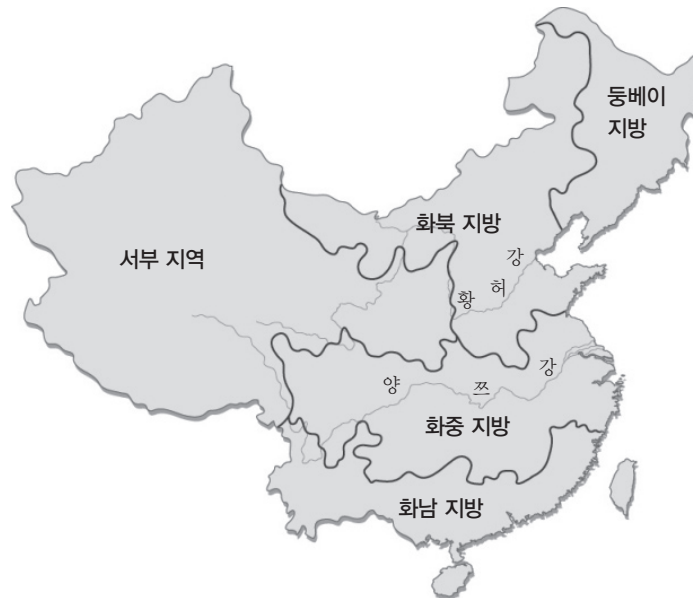 둥베이
지방
화북 지방
서부 지역
황허강
양쯔강
화중 지방
화남 지방